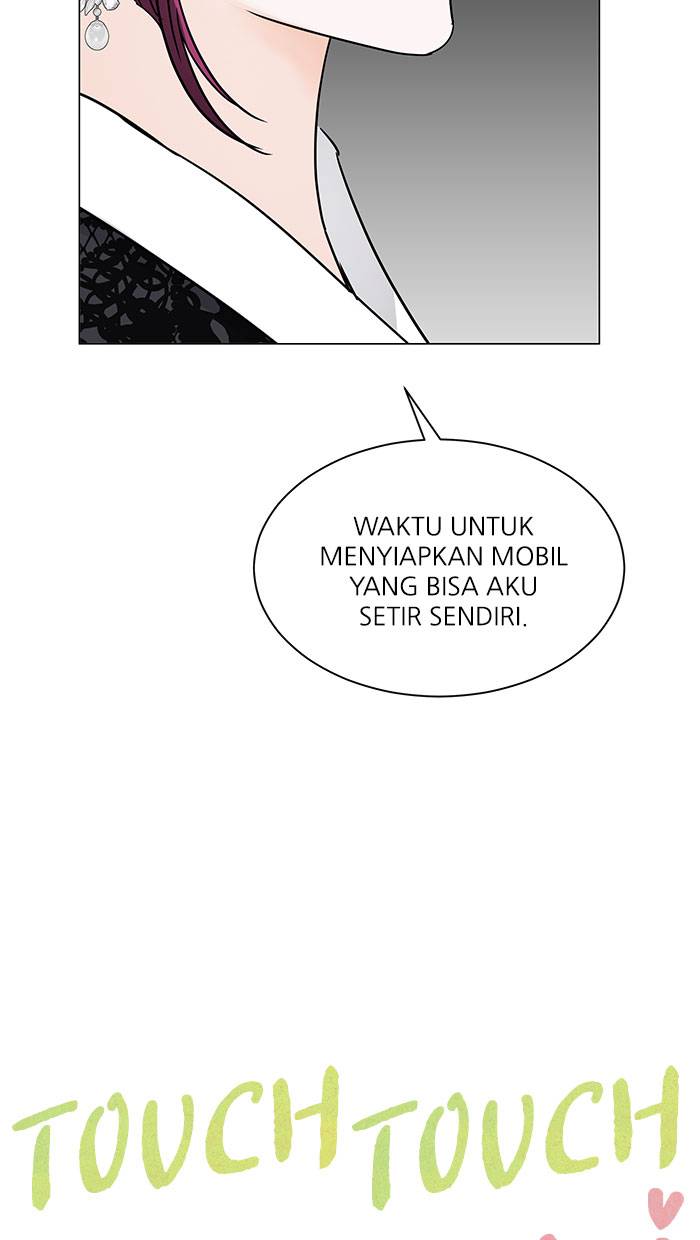 WAKTU UNTUK
MENYIAPKAN MOBIL
YANG BISA AKU
SETIR SENDIRI.
TOUCH TOUCH